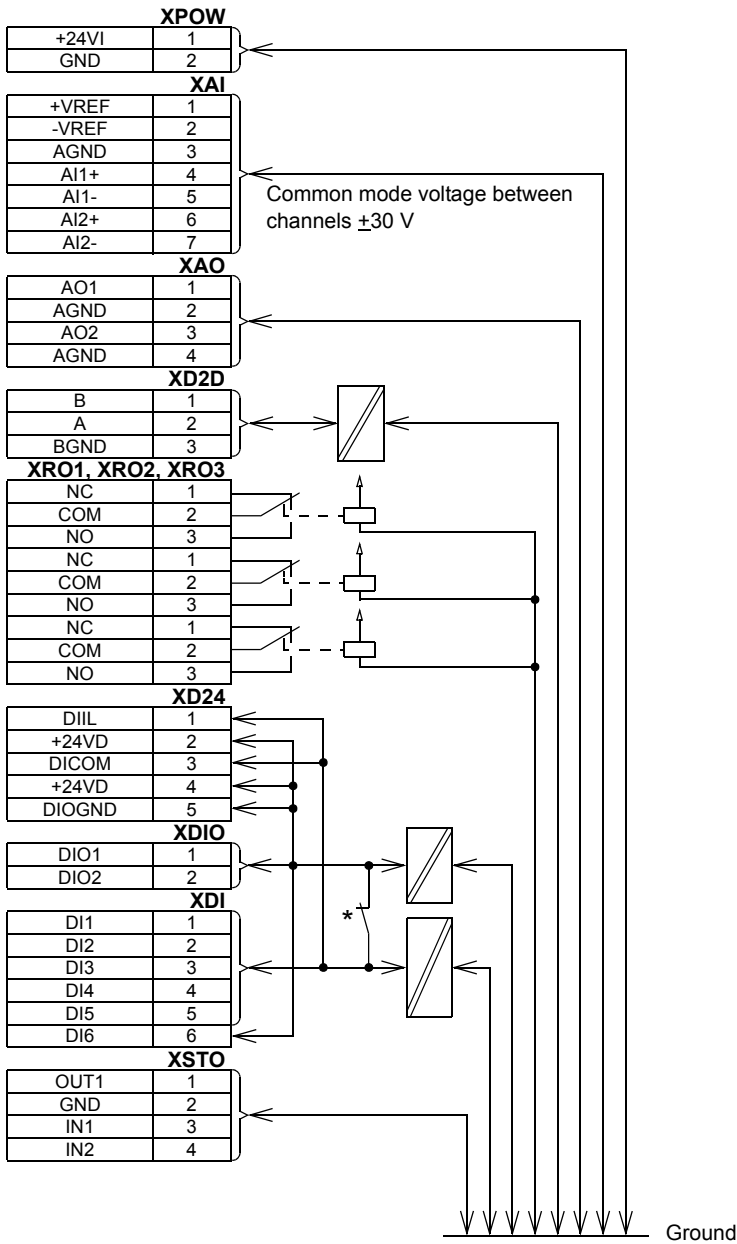 XPOW
+24VI 1
GND 2
XAI
+VREF 1
-VREF 2
AGND 3
AI1+ 4
AI1- 5
AI2+ 6
AI2- 7
Common mode voltage between
channels ±30 V
XAO
AO1 1
AGND 2
AO2 3
AGND 4
XD2D
B 1
A 2
BGND 3
XRO1, XRO2, XRO3
NC 1
COM 2
NO 3
NC 1
COM 2
NO 3
NC 1
COM 2
NO 3
XD24
DIIL 1
+24VD 2
DICOM 3
+24VD 4
DIOGND 5
XDIO
DIO1 1
DIO2 2
XDI
DI1 1
DI2 2
DI3 3
DI4 4
DI5 5
DI6 6
*
XSTO
OUT1 1
GND 2
IN1 3
IN2 4
Ground